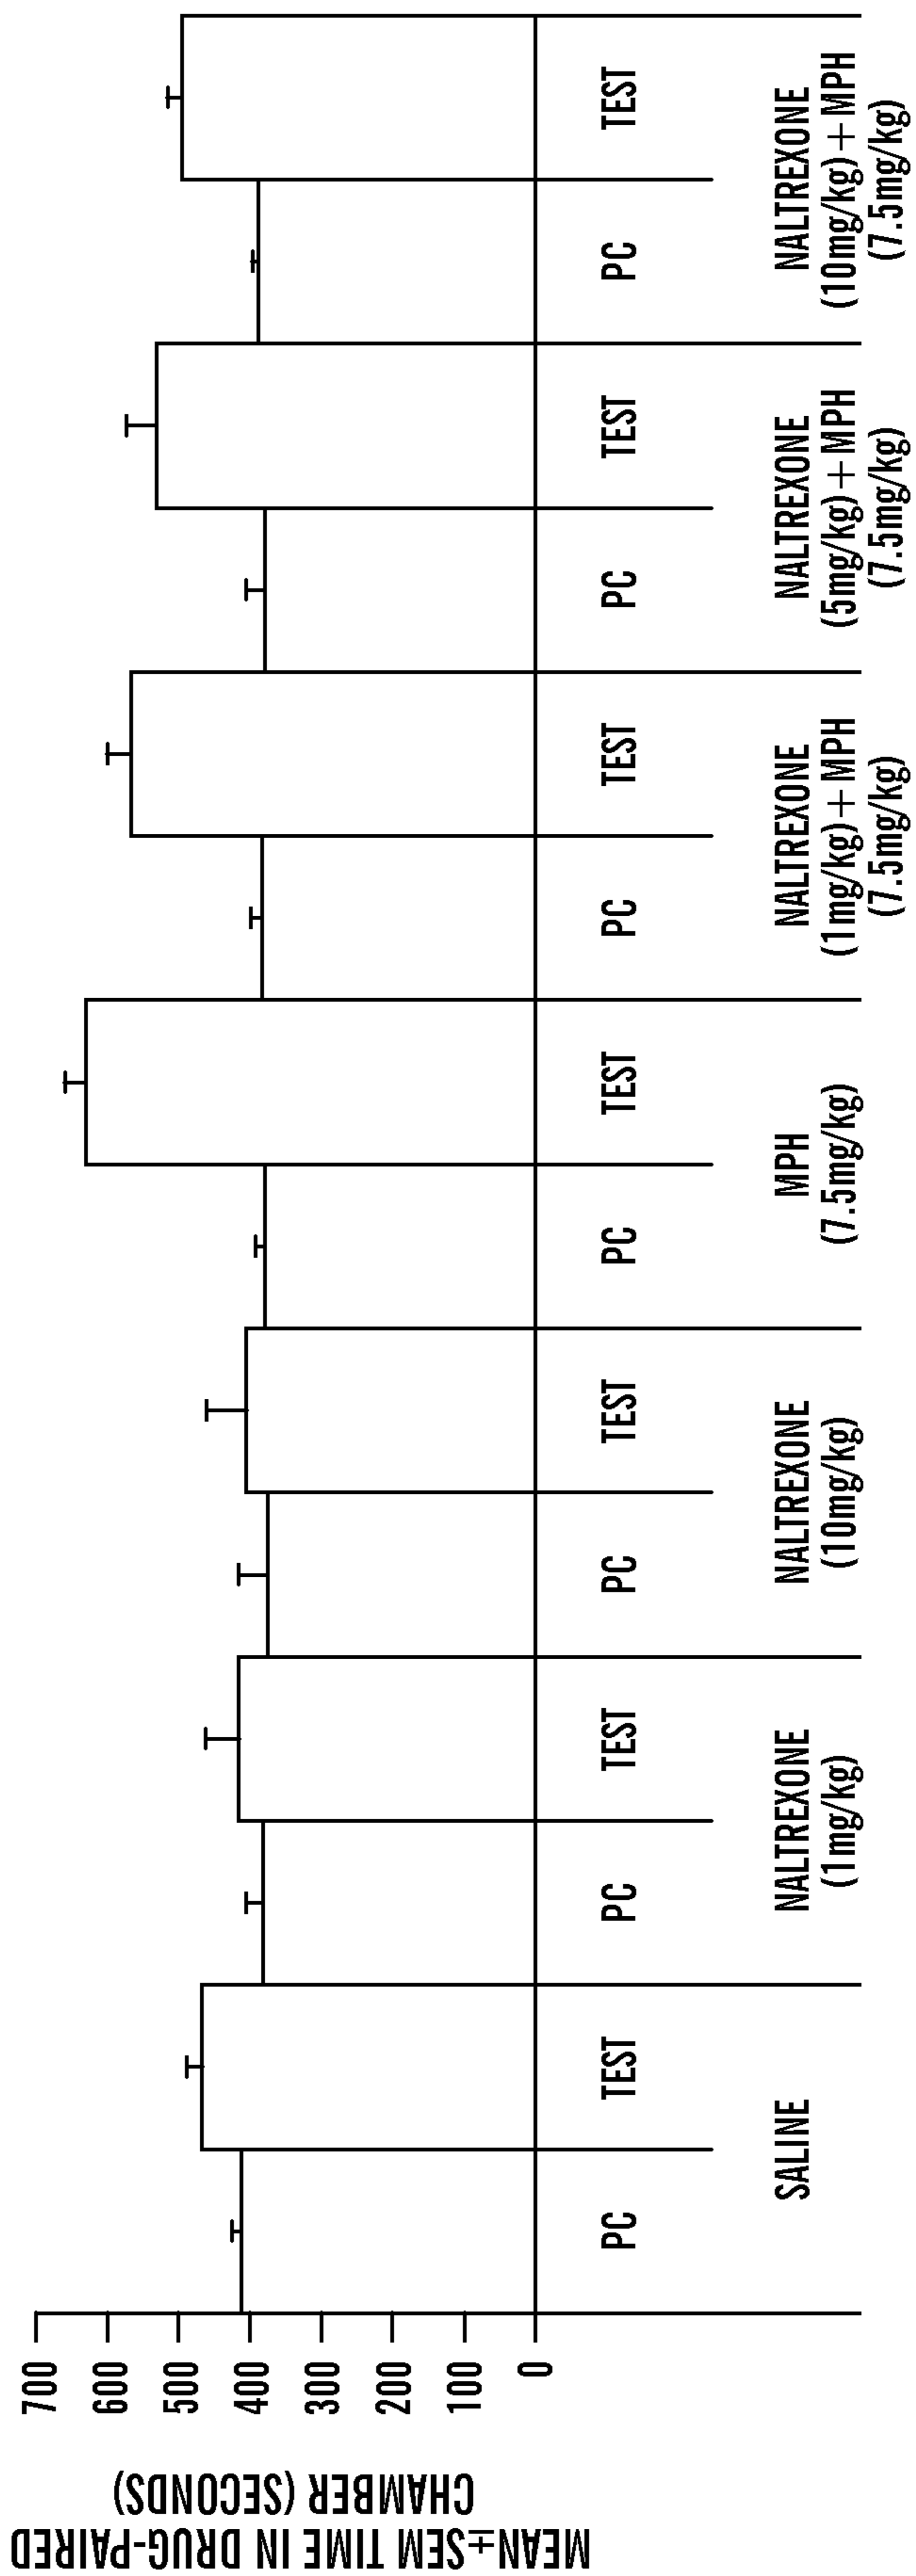 MEAN±SEM TIME IN DRUG-PAIRED
CHAMBER (SECONDS)
700
600
500
400
300
200
100
0
PC
TEST
PC
TEST
PC
TEST
PC
TEST
PC
TEST
PC
TEST
PC
TEST
SALINE
NALTREXONE
(1mg/kg)
NALTREXONE
(10mg/kg)
MPH
(7.5mg/kg)
NALTREXONE
(1mg/kg)+MPH
(7.5mg/kg)
NALTREXONE
(5mg/kg)+MPH
(7.5mg/kg)
NALTREXONE
(10mg/kg)+MPH
(7.5mg/kg)